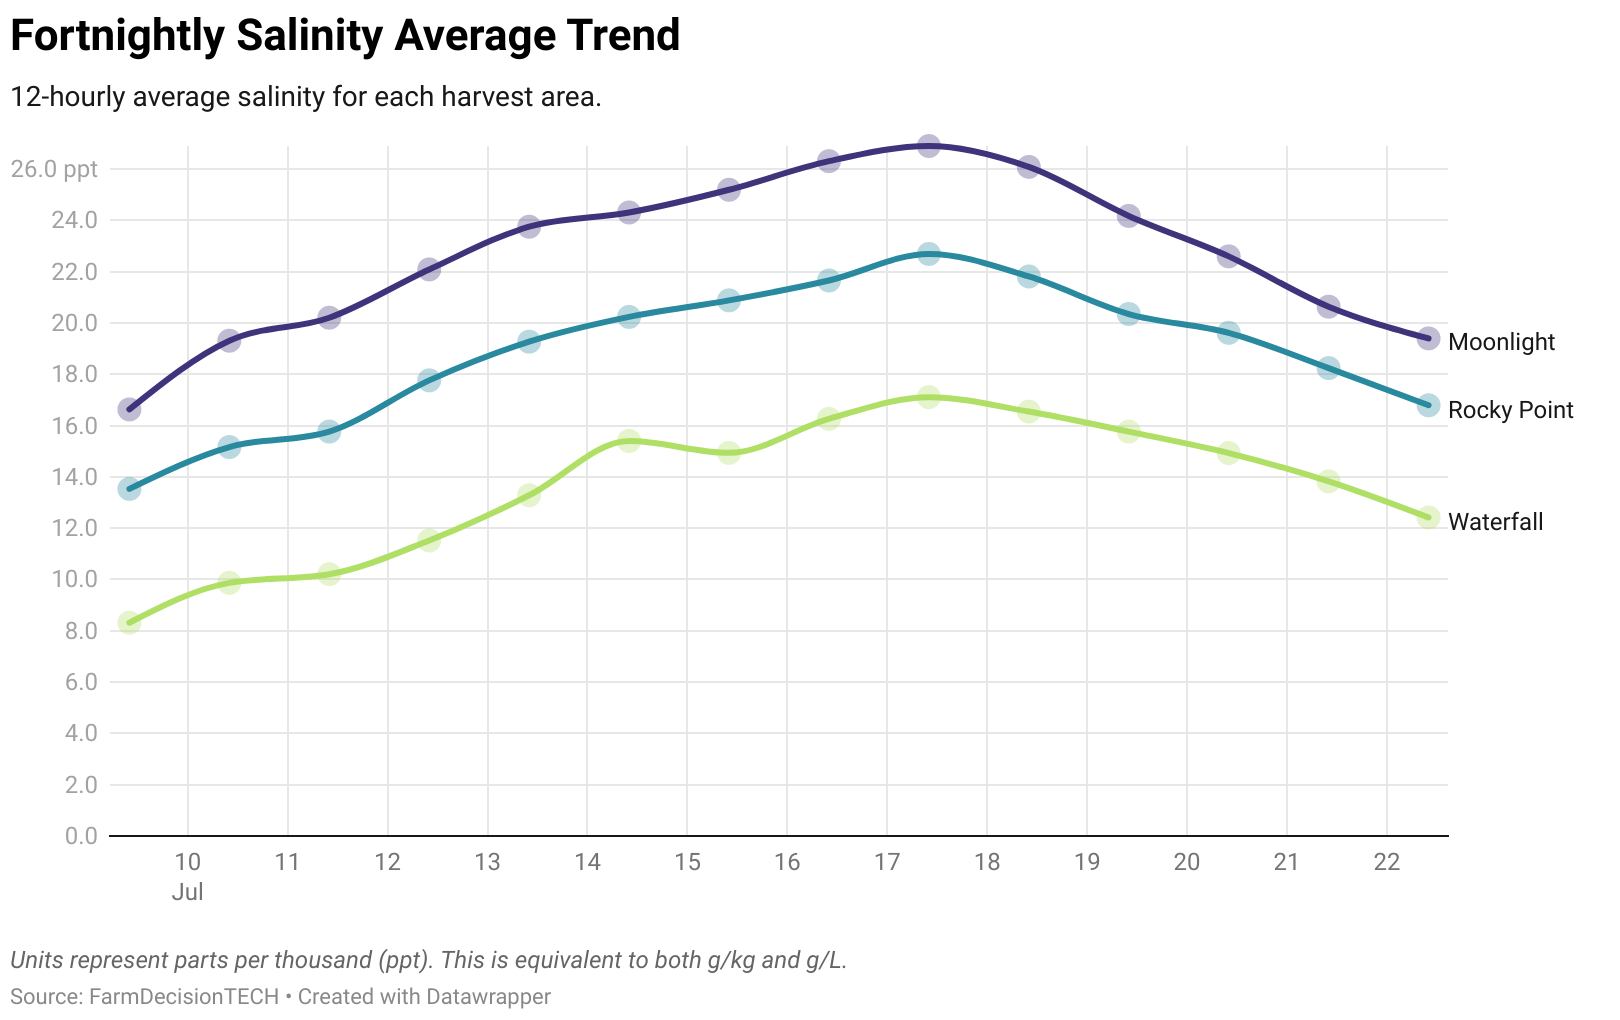 Fortnightly Salinity Average Trend
12-hourly average salinity for each harvest area.
26.0 ppt
24.0
22.0
20.0
18.0
16.0
14.0
12.0
10.0
8.0
6.0
4.0
2.0
0.0
Moonlight
Rocky Point
Waterfall
10 11 12 13 14 15 16 17 18 19 20 21 22
Jul
Units represent parts per thousand (ppt). This is equivalent to both g/kg and g/L.
Source: FarmDecisionTECH • Created with Datawrapper